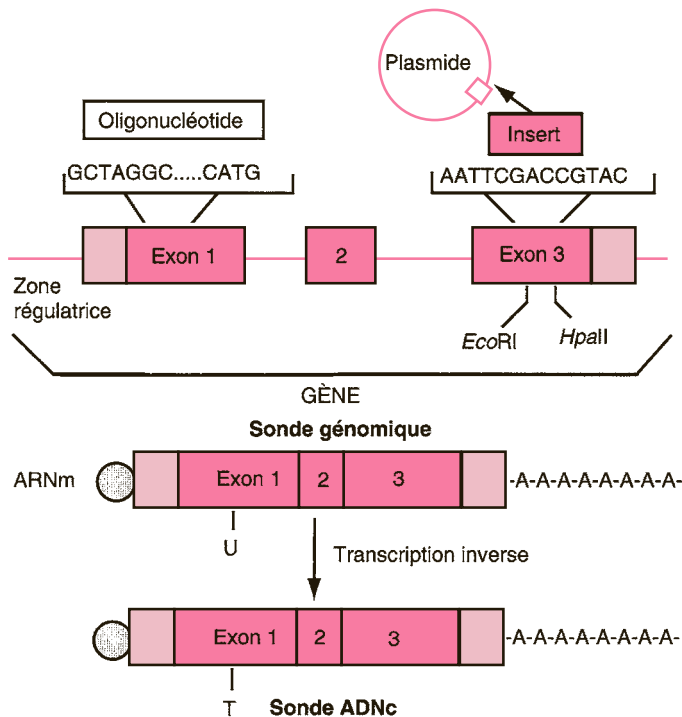 Plasmide
Oligonucléotide
Insert
GCTAGGC.....CATG
AATTCGACCGTAC
Exon 1
2
Exon 3
Zone
régulatrice
EcoRI
HpaII
GÈNE
Sonde génomique
ARNm
Exon 1
2
3
-A-A-A-A-A-A-A-A-
U
Transcription inverse
Exon 1
2
3
-A-A-A-A-A-A-A-A-
T
Sonde ADNc